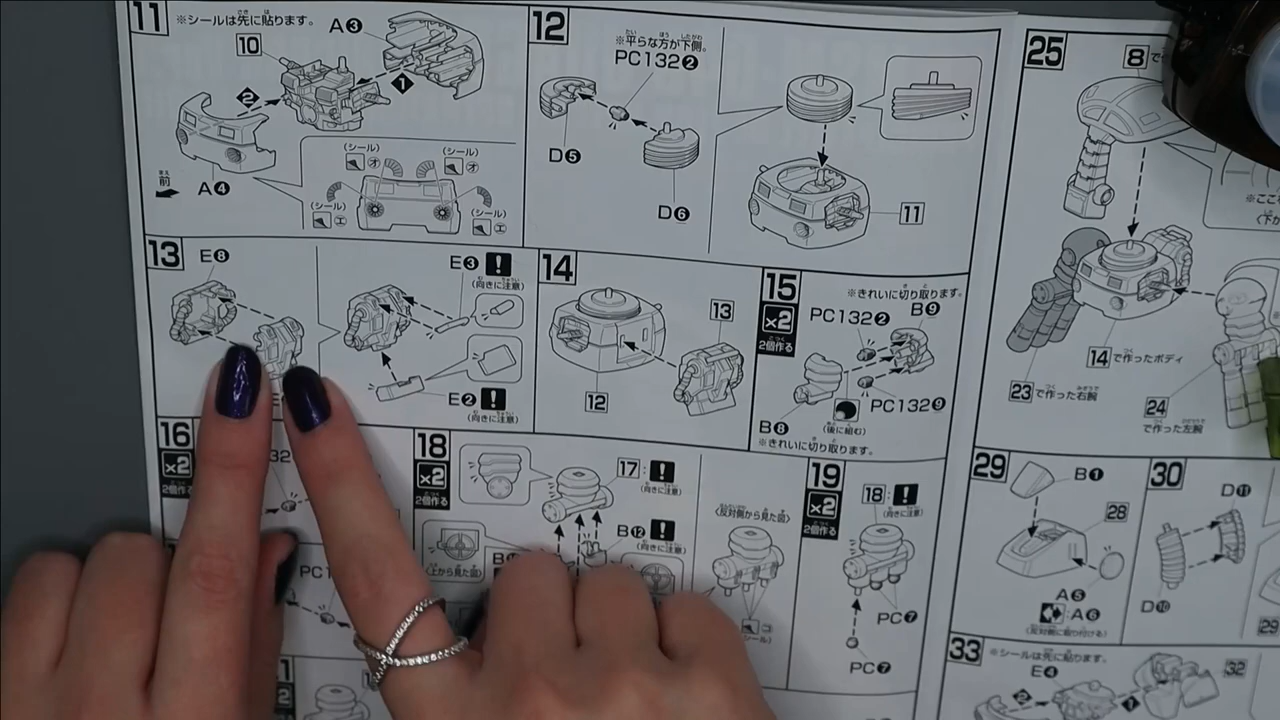 11
※シールは先に貼ります。
A3
10
1
2
前
A4
(シール)
オ
(シール)
オ
(シール)
エ
(シール)
エ
12
※平らな方が下側。
PC132 2
D5
D6
11
13
E8
E3 !
(向きに注意)
E2 !
(向きに注意)
14
13
12
15
×2
2個作る
※きれいに切り取ります。
PC132 2
B9
PC132 9
B8
(後に組む)
※きれいに切り取ります。
16
×2
2個作る
18
×2
2個作る
17 : !
(向きに注意)
B12 !
(向きに注意)
〈上から見た図〉
〈反対側から見た図〉
19
×2
2個作る
18 : !
(向きに注意)
PC7
PC7
25
8
14 で作ったボディ
23 で作った右腕
24
で作った左腕
29
B1
28
A5
: A6
(反対側に取り付ける)
30
D11
D10
33
※シールは先に貼ります。
E4
32
2
1